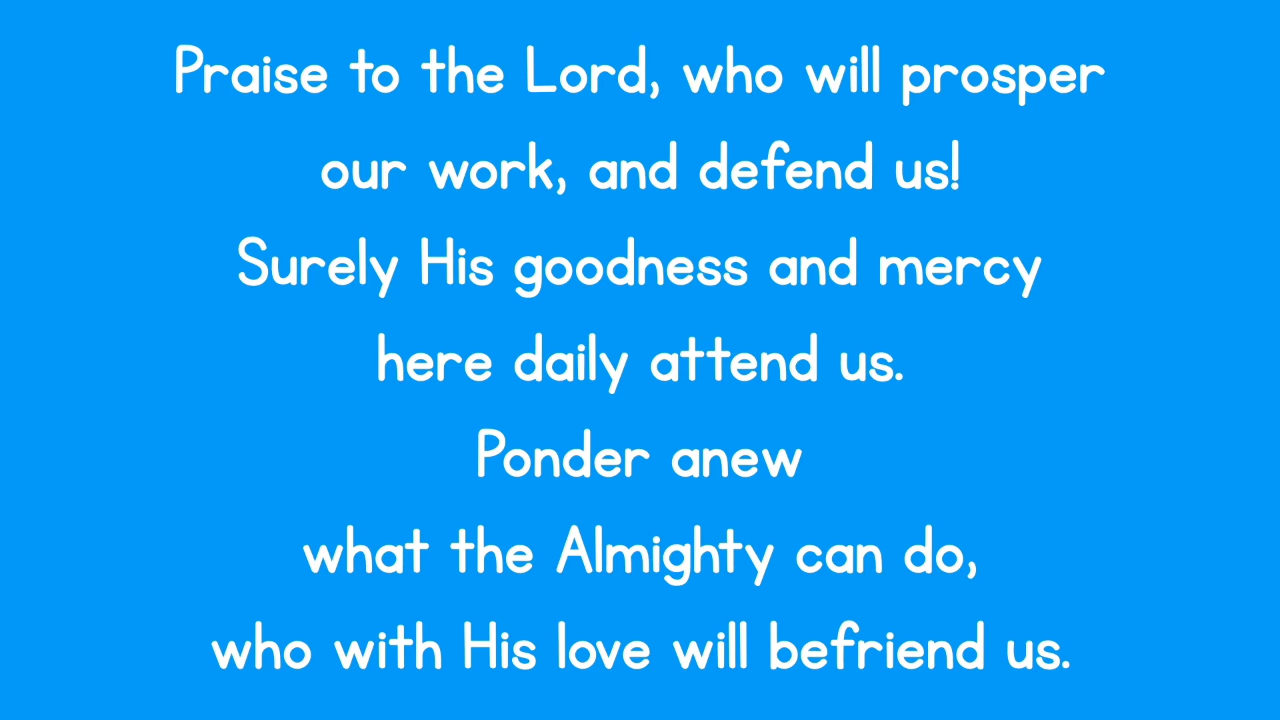 Praise to the Lord, who will prosper
our work, and defend us!
Surely His goodness and mercy
here daily attend us.
Ponder anew
what the Almighty can do,
who with His love will befriend us.